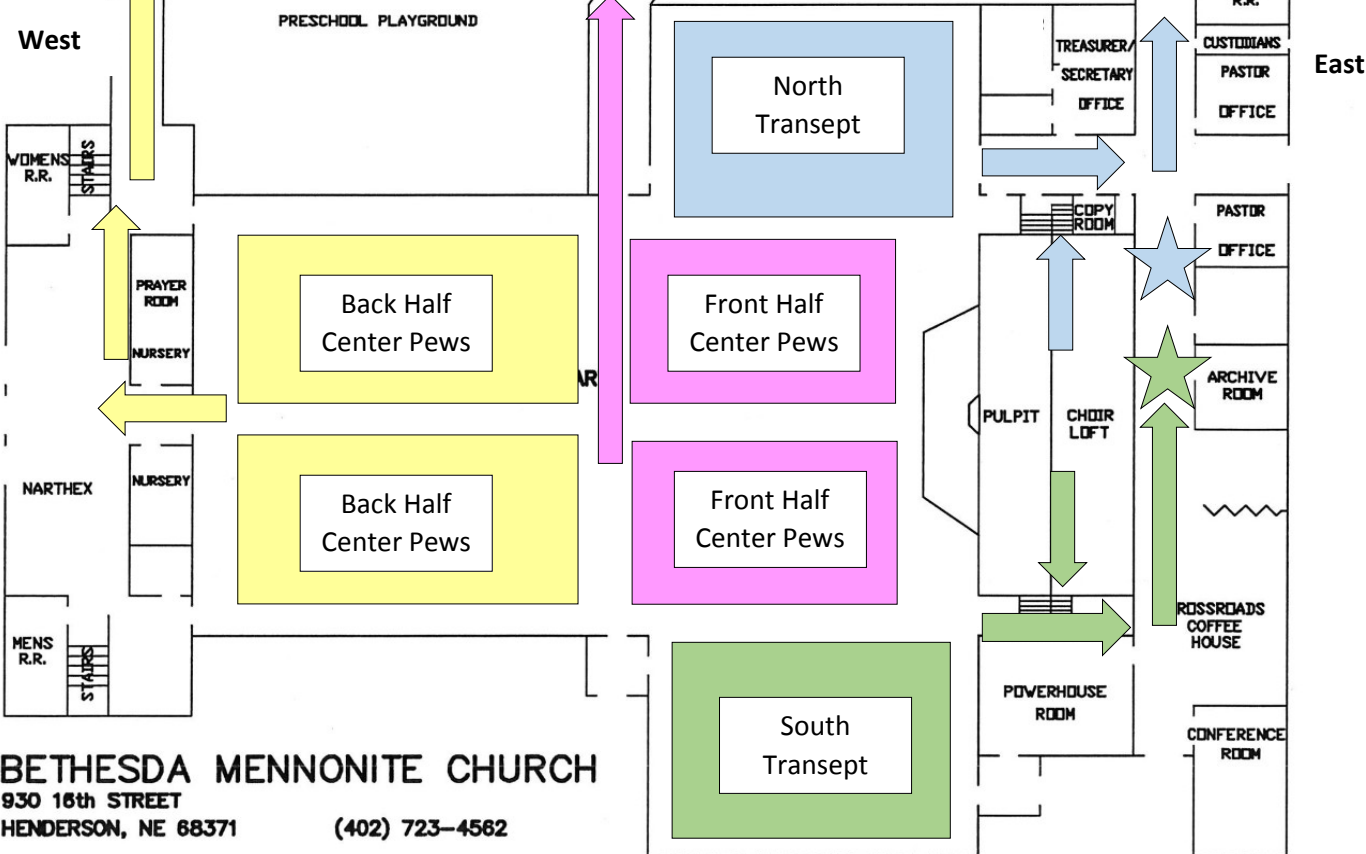 R.R.
PRESCHOOL PLAYGROUND
West
East
North
Transept
TREASURER/
SECRETARY
OFFICE
CUSTODIANS
PASTOR
OFFICE
WOMENS
R.R.
STAIRS
COPY
ROOM
PASTOR
OFFICE
PRAYER
ROOM
NURSERY
Back Half
Center Pews
AR
Front Half
Center Pews
PULPIT
CHOIR
LOFT
ARCHIVE
ROOM
NARTHEX
NURSERY
Back Half
Center Pews
Front Half
Center Pews
ROSSROADS
COFFEE
HOUSE
MENS
R.R.
STAIRS
South
Transept
POWERHOUSE
ROOM
CONFERENCE
ROOM
BETHESDA MENNONITE CHURCH
930 16th STREET
HENDERSON, NE 68371 (402) 723-4562